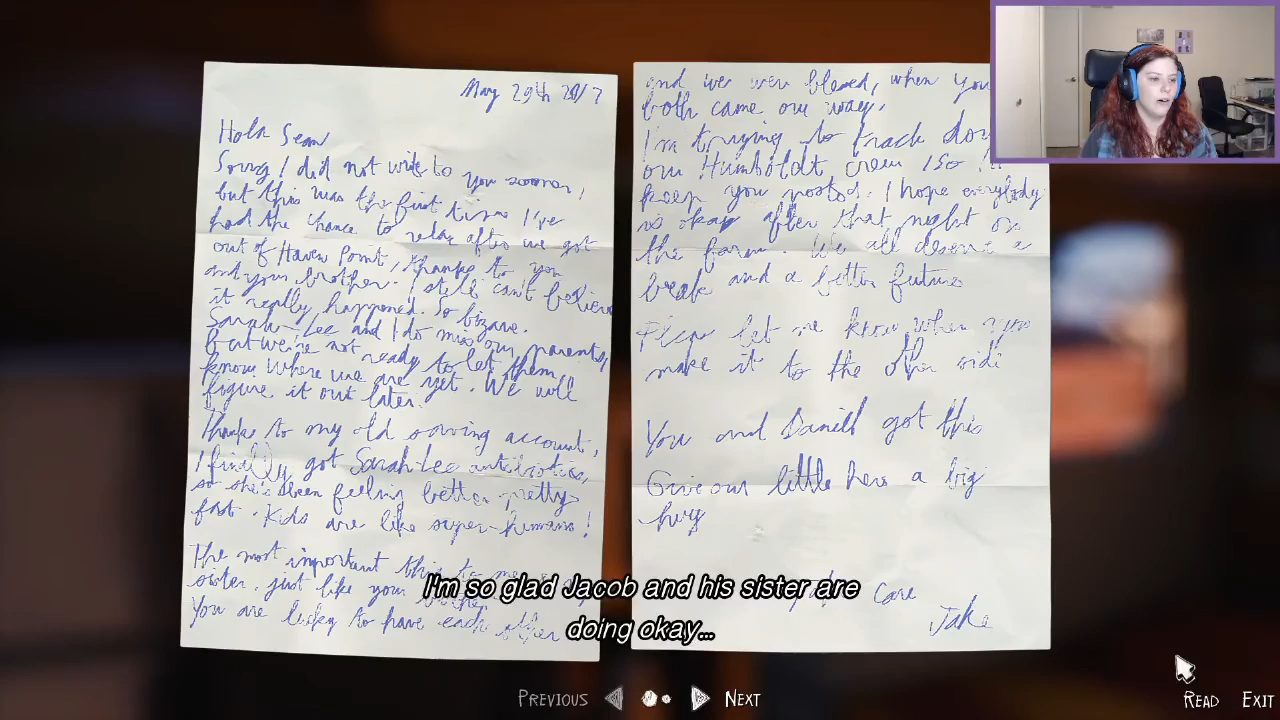 May 29th 2017
Hola Sean
Sorry I did not write to you sooner,
but this was the first time I've
had the chance to relax after we got
out of Haven Point, thanks to you
and your brother. I still can't believe
it really happened. So bizare.
Sarah-Lee and I do miss our parents,
but we're not ready to let them
know where we are yet. We will
figure it out later.
Thanks to my old saving account,
I finally got Sarah-Lee antibiotics,
so she's been feeling better pretty
fast. Kids are like super-humans!
The most important this to me
sister. just like your brother
You are lucky to have each other
and we were blessed, when you
both came our way.
I'm trying to track
our Humboldt crew so
keep you posted. I hope everybody
is okay after that night on
the farm. We all deserve a
break and a better future
Please let me know when you
make it to the other side
You and Daniel got this
Give our little hero a big
hug
Care
Jake
I'm so glad Jacob and his sister are
doing okay...
PREVIOUS NEXT
READ EXIT